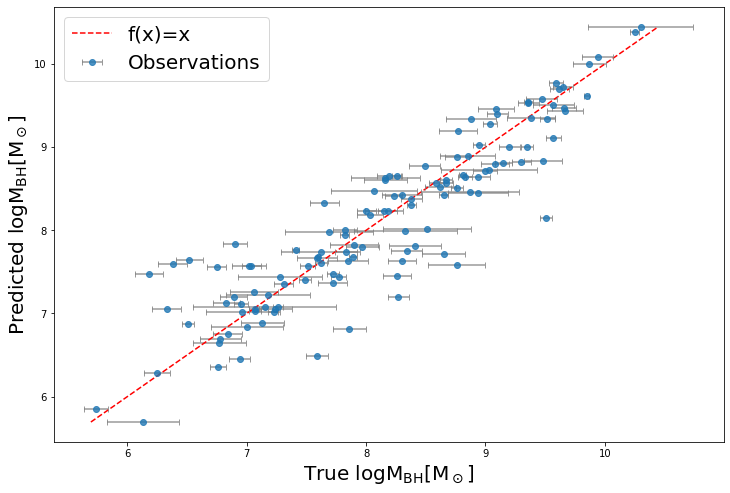 f(x)=x
Observations
10
9
8
7
6
Predicted logM_BH[M_⊙]
6 7 8 9 10
True logM_BH[M_⊙]